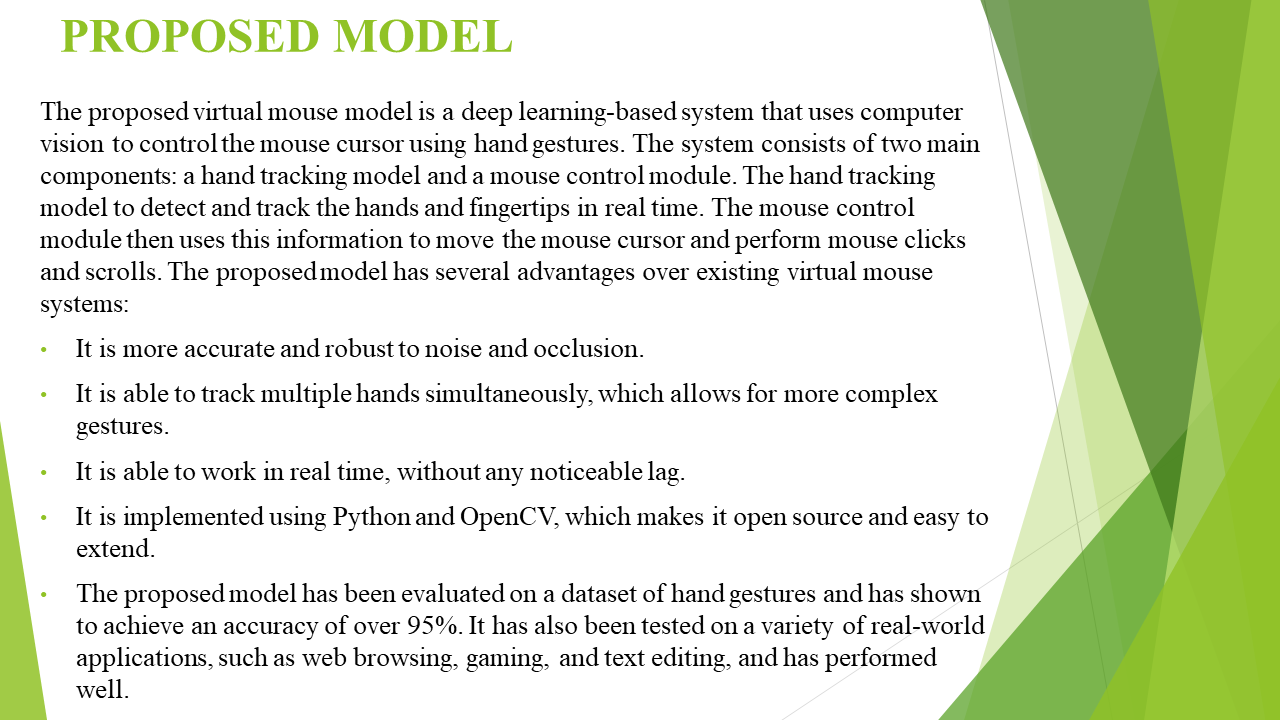 PROPOSED MODEL
The proposed virtual mouse model is a deep learning-based system that uses computer
vision to control the mouse cursor using hand gestures. The system consists of two main
components: a hand tracking model and a mouse control module. The hand tracking
model to detect and track the hands and fingertips in real time. The mouse control
module then uses this information to move the mouse cursor and perform mouse clicks
and scrolls. The proposed model has several advantages over existing virtual mouse
systems:
• It is more accurate and robust to noise and occlusion.
• It is able to track multiple hands simultaneously, which allows for more complex
gestures.
• It is able to work in real time, without any noticeable lag.
• It is implemented using Python and OpenCV, which makes it open source and easy to
extend.
• The proposed model has been evaluated on a dataset of hand gestures and has shown
to achieve an accuracy of over 95%. It has also been tested on a variety of real-world
applications, such as web browsing, gaming, and text editing, and has performed
well.